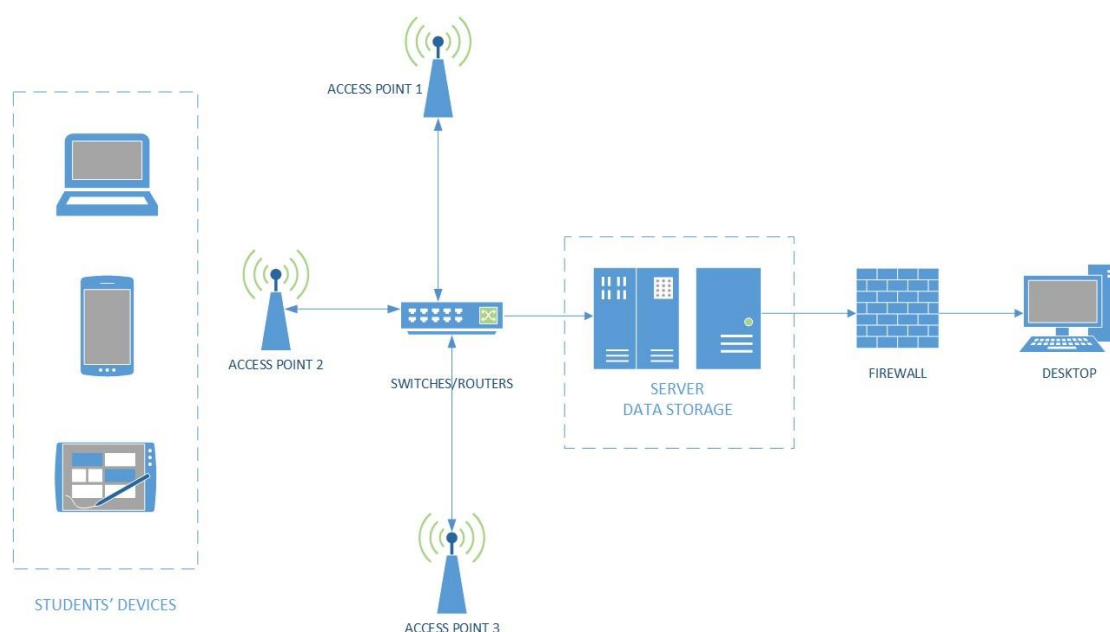 ACCESS POINT 1
ACCESS POINT 2
SWITCHES/ROUTERS
SERVER
DATA STORAGE
FIREWALL
DESKTOP
STUDENTS’ DEVICES
ACCESS POINT 3